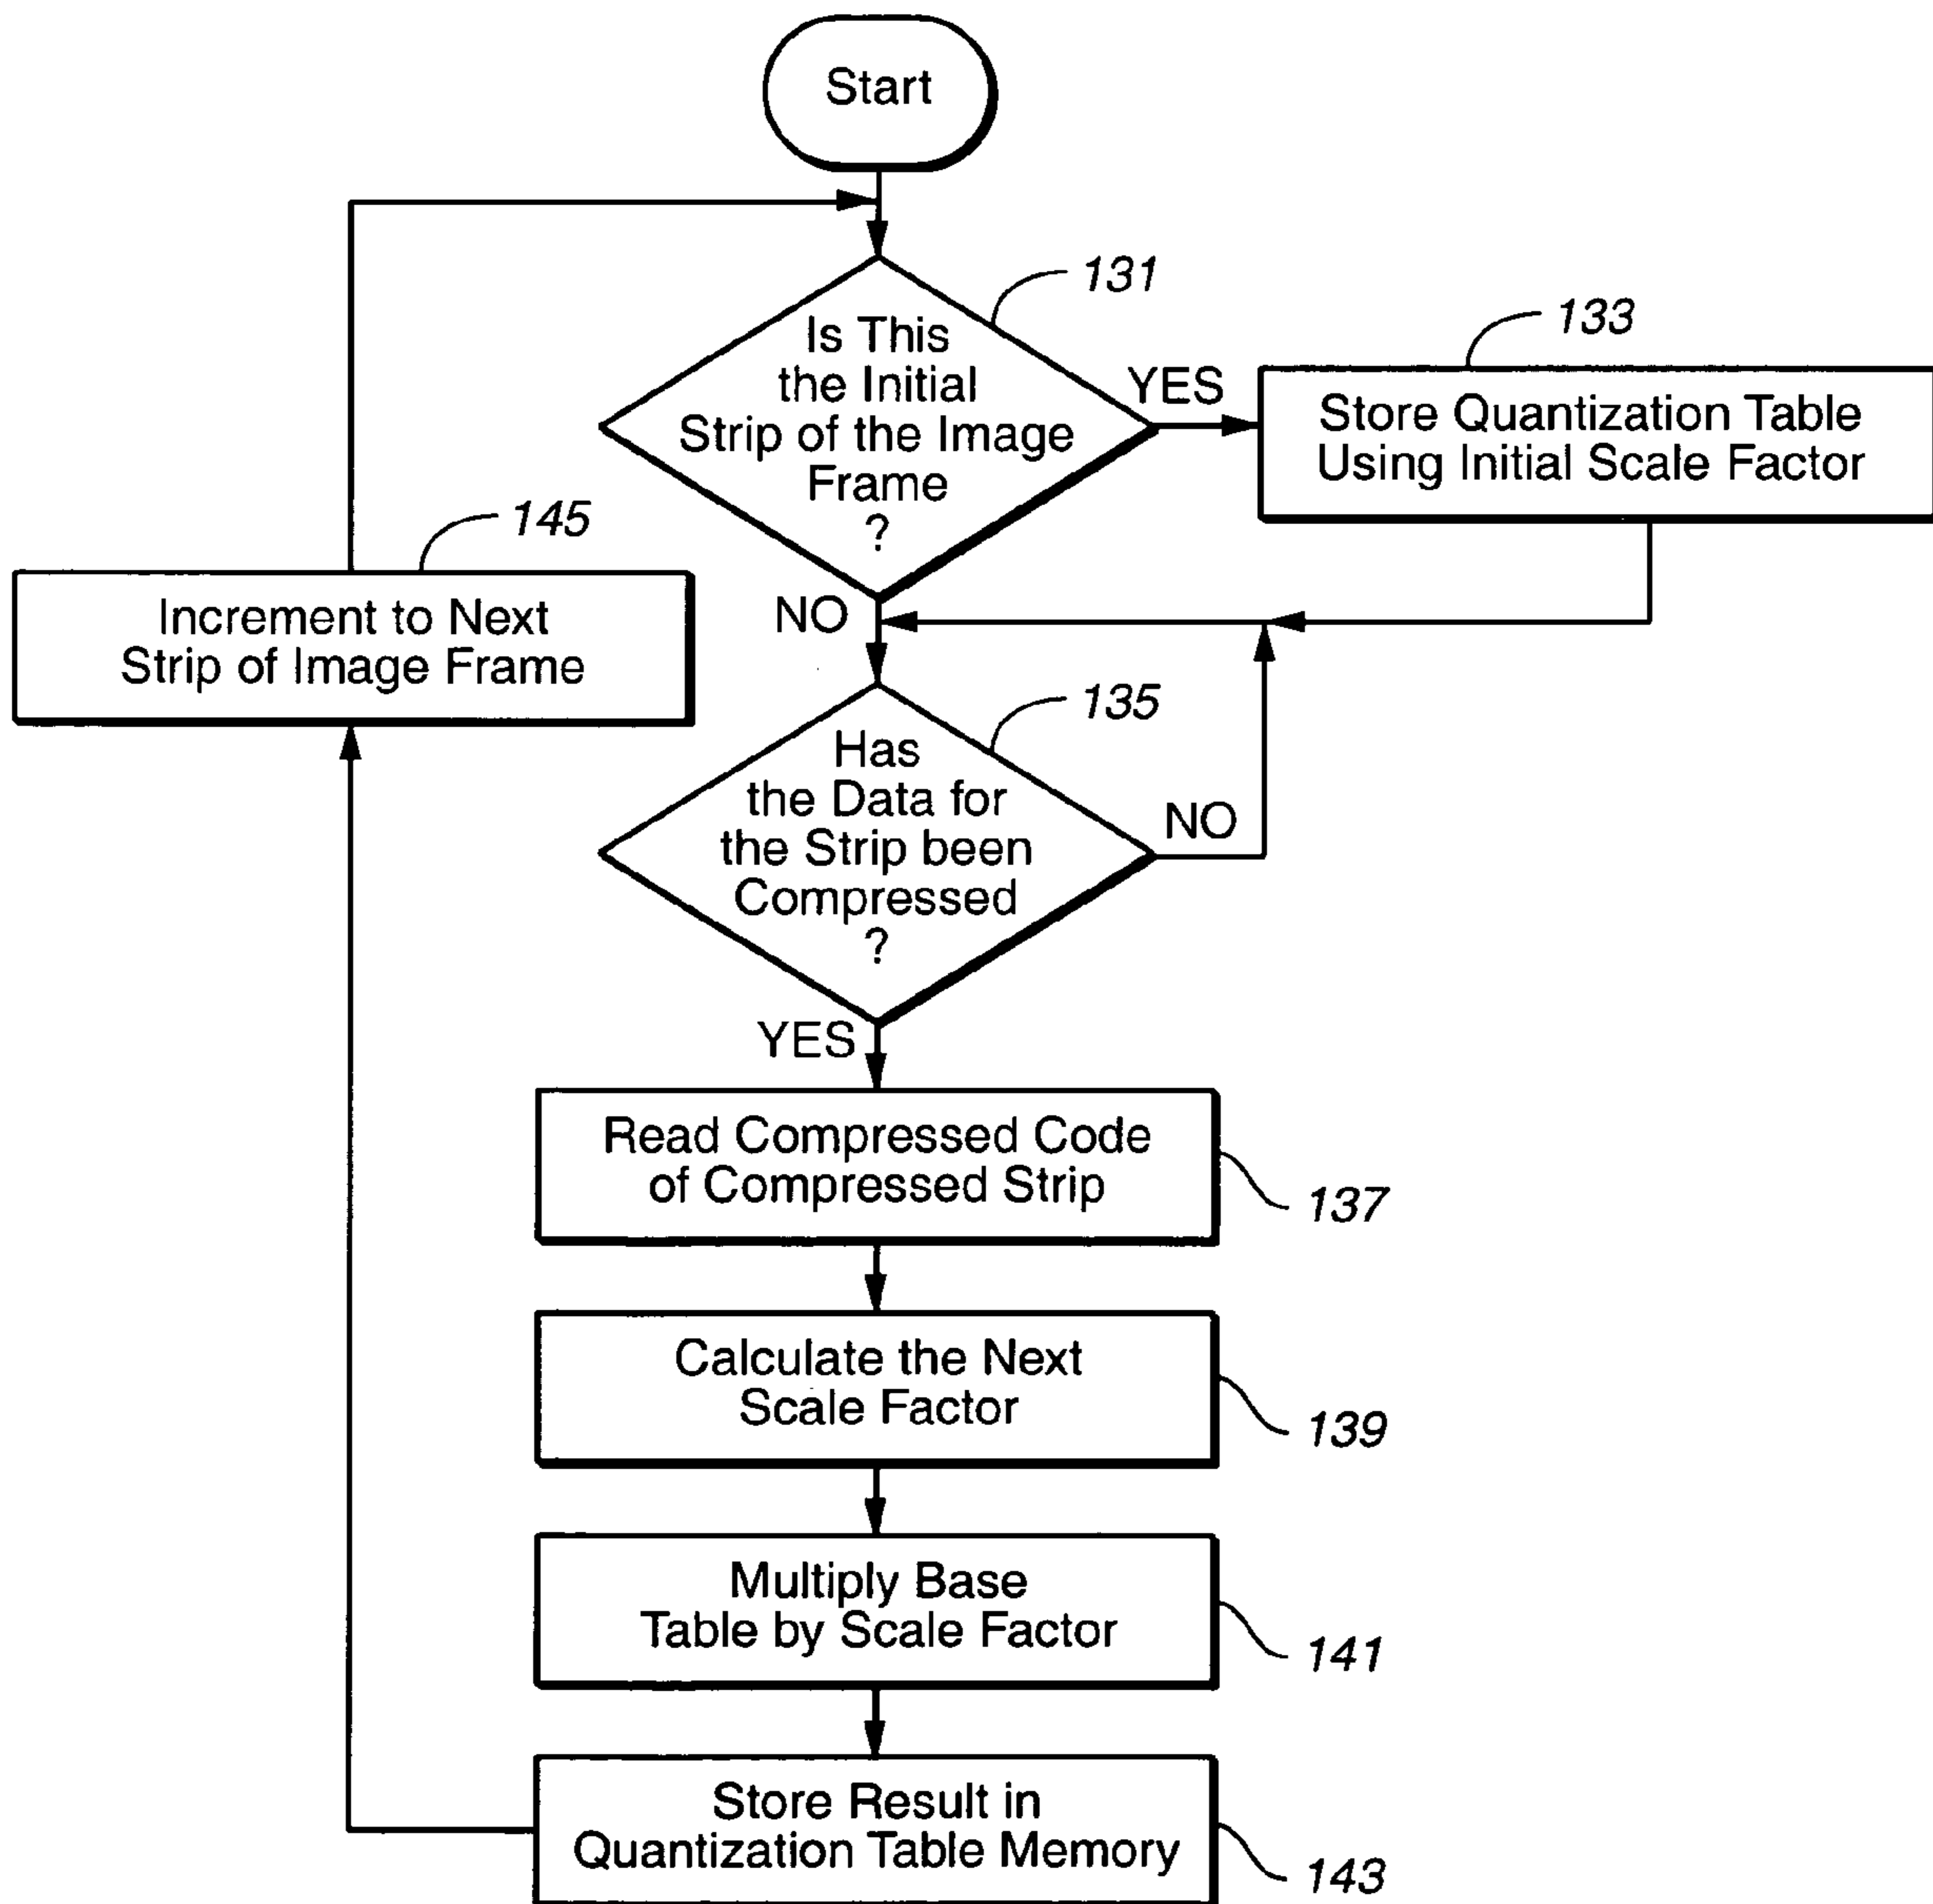 Start
131
Is This
the Initial
Strip of the Image
Frame
?
YES
133
Store Quantization Table
Using Initial Scale Factor
145
Increment to Next
Strip of Image Frame
NO
135
Has
the Data for
the Strip been
Compressed
?
NO
YES
Read Compressed Code
of Compressed Strip
137
Calculate the Next
Scale Factor
139
Multiply Base
Table by Scale Factor
141
Store Result in
Quantization Table Memory
143